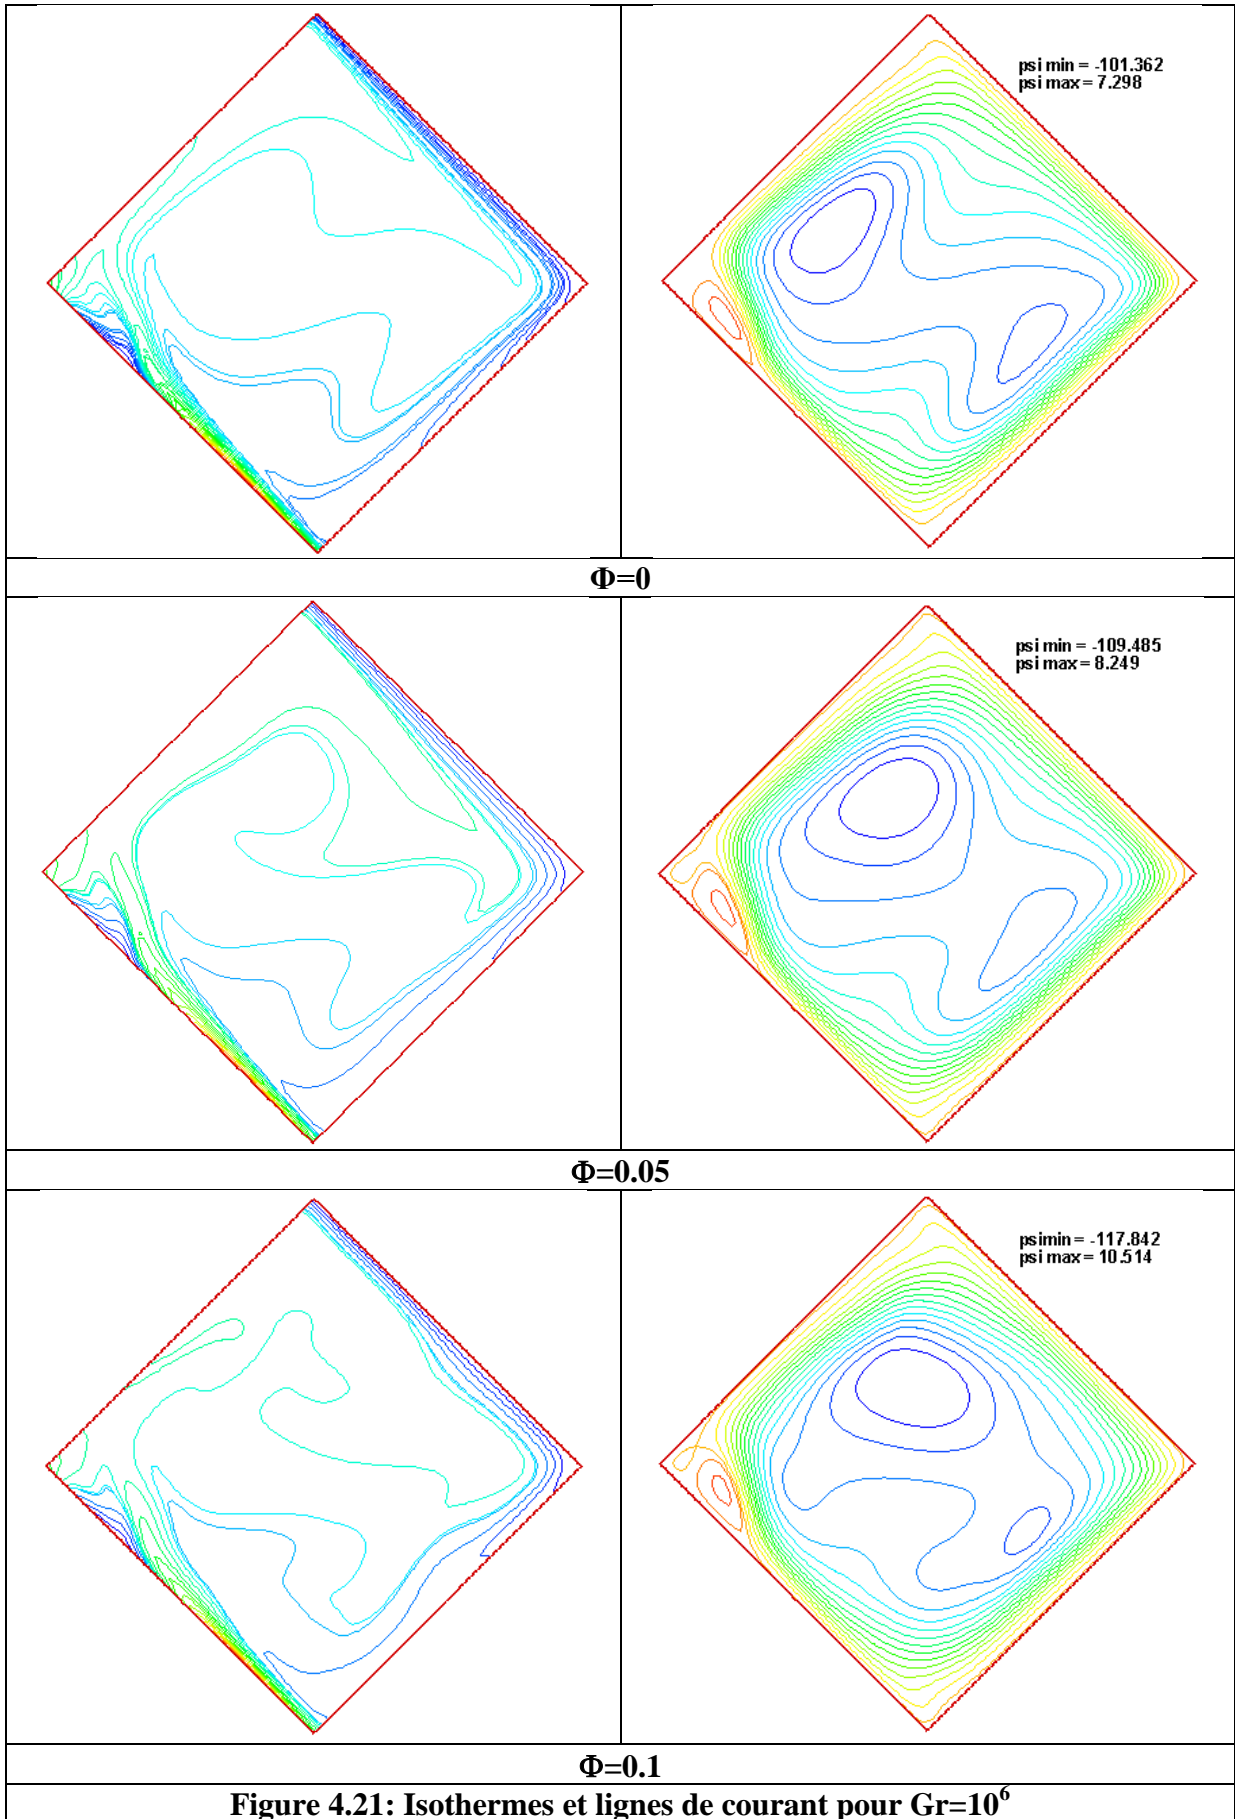 psi min = -101.362
psi max = 7.298
Φ=0
psi min = -109.485
psi max = 8.249
Φ=0.05
psimin = -117.842
psi max = 10.514
Φ=0.1
Figure 4.21: Isothermes et lignes de courant pour Gr=10⁶